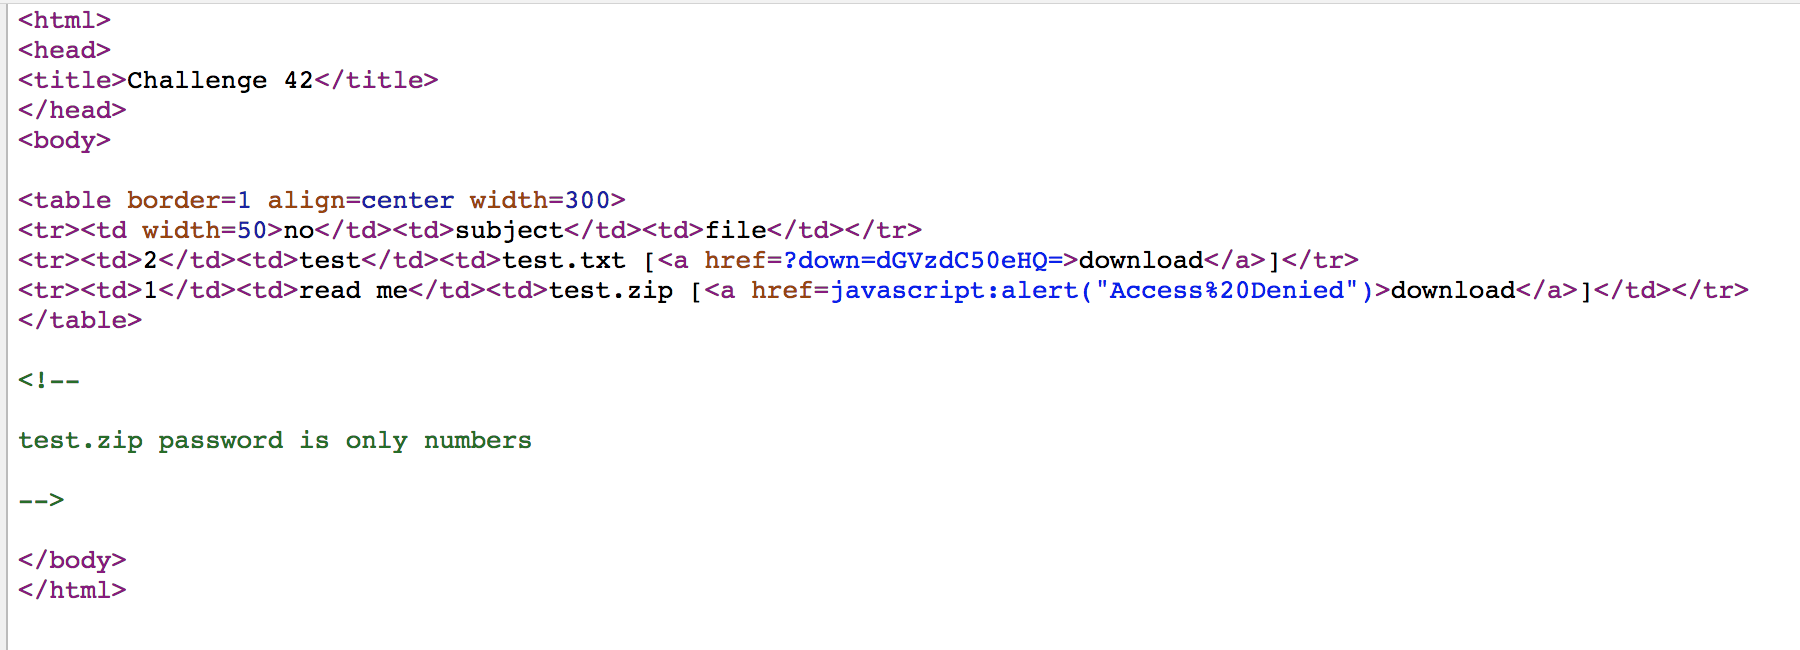 <html>
<head>
<title>Challenge 42</title>
</head>
<body>
<table border=1 align=center width=300>
<tr><td width=50>no</td><td>subject</td><td>file</td></tr>
<tr><td>2</td><td>test</td><td>test.txt [<a href=?down=dGVzdC50eHQ=>download</a>]</tr>
<tr><td>1</td><td>read me</td><td>test.zip [<a href=javascript:alert("Access%20Denied")>download</a>]</td></tr>
</table>
<!--
test.zip password is only numbers
-->
</body>
</html>